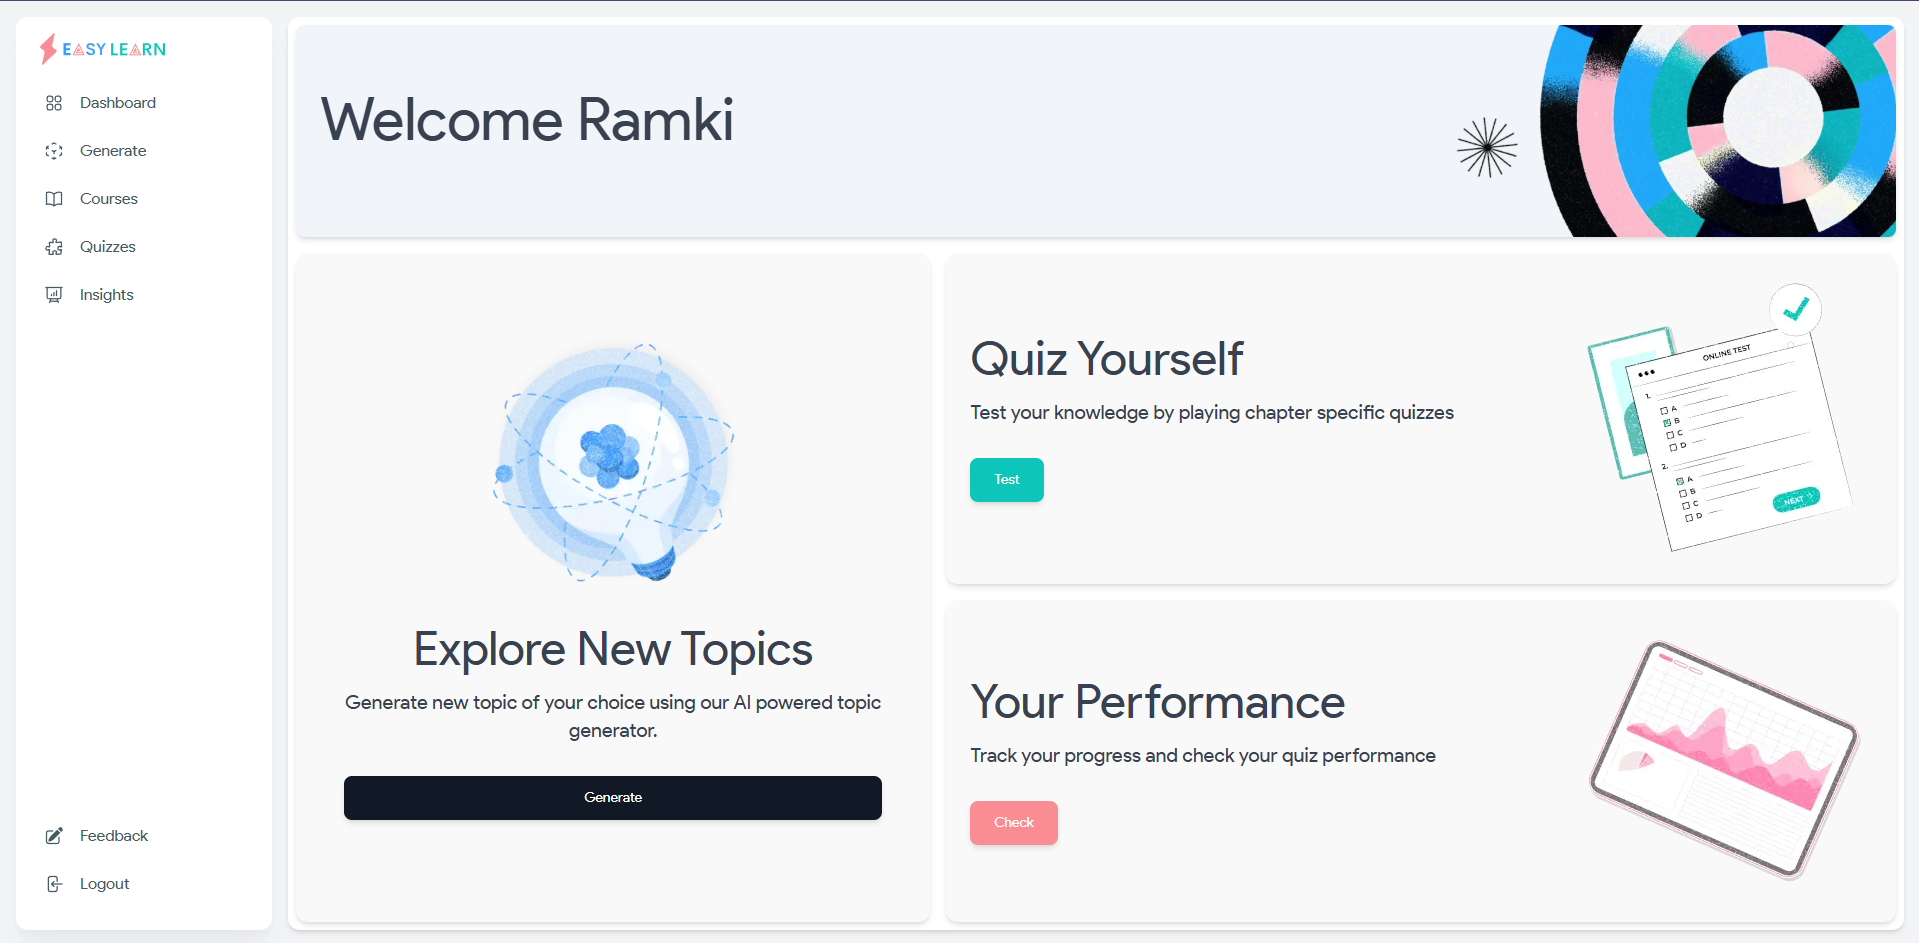 EASY LEARN
Dashboard
Generate
Courses
Quizzes
Insights
Feedback
Logout
Welcome Ramki
Explore New Topics
Generate new topic of your choice using our AI powered topic
generator.
Generate
Quiz Yourself
Test your knowledge by playing chapter specific quizzes
Test
ONLINE TEST
1.
A
B
C
D
2.
A
B
C
D
NEXT
Your Performance
Track your progress and check your quiz performance
Check